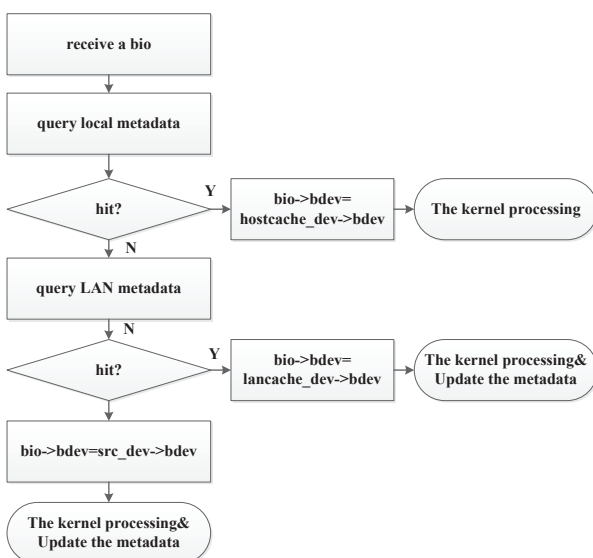 receive a bio
query local metadata
hit?
Y
bio->bdev=
hostcache_dev->bdev
The kernel processing
N
query LAN metadata
N
hit?
Y
bio->bdev=
lancache_dev->bdev
The kernel processing&
Update the metadata
bio->bdev=src_dev->bdev
The kernel processing&
Update the metadata